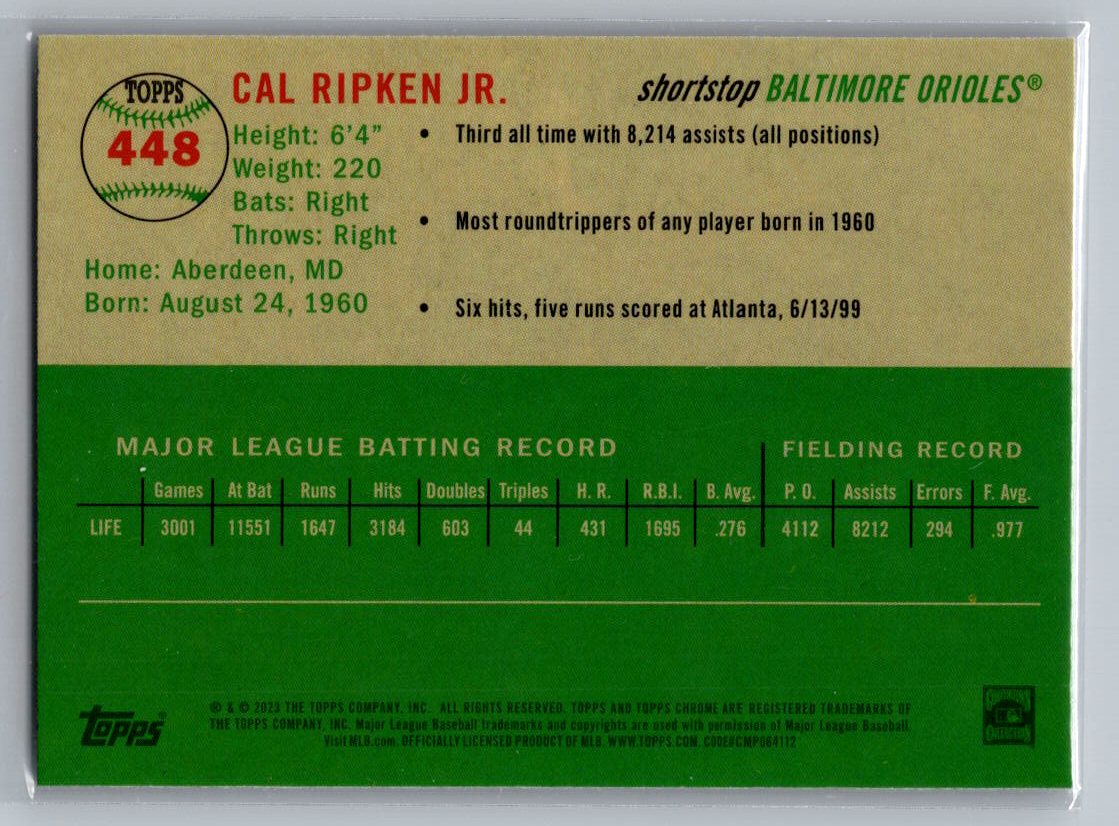 TOPPS
448
CAL RIPKEN JR.
shortstop BALTIMORE ORIOLES®
Height: 6'4"
Weight: 220
Bats: Right
Throws: Right
Home: Aberdeen, MD
Born: August 24, 1960
• Third all time with 8,214 assists (all positions)
• Most roundtrippers of any player born in 1960
• Six hits, five runs scored at Atlanta, 6/13/99
MAJOR LEAGUE BATTING RECORD FIELDING RECORD
Games At Bat Runs Hits Doubles Triples H. R. R.B.I. B. Avg. P. O. Assists Errors F. Avg.
LIFE 3001 11551 1647 3184 603 44 431 1695 .276 4112 8212 294 .977
topps®
® & © 2023 THE TOPPS COMPANY, INC. ALL RIGHTS RESERVED. TOPPS AND TOPPS CHROME ARE REGISTERED TRADEMARKS OF
THE TOPPS COMPANY, INC. Major League Baseball trademarks and copyrights are used with permission of Major League Baseball.
Visit MLB.com. OFFICIALLY LICENSED PRODUCT OF MLB. WWW.TOPPS.COM. CODE#CMP064112